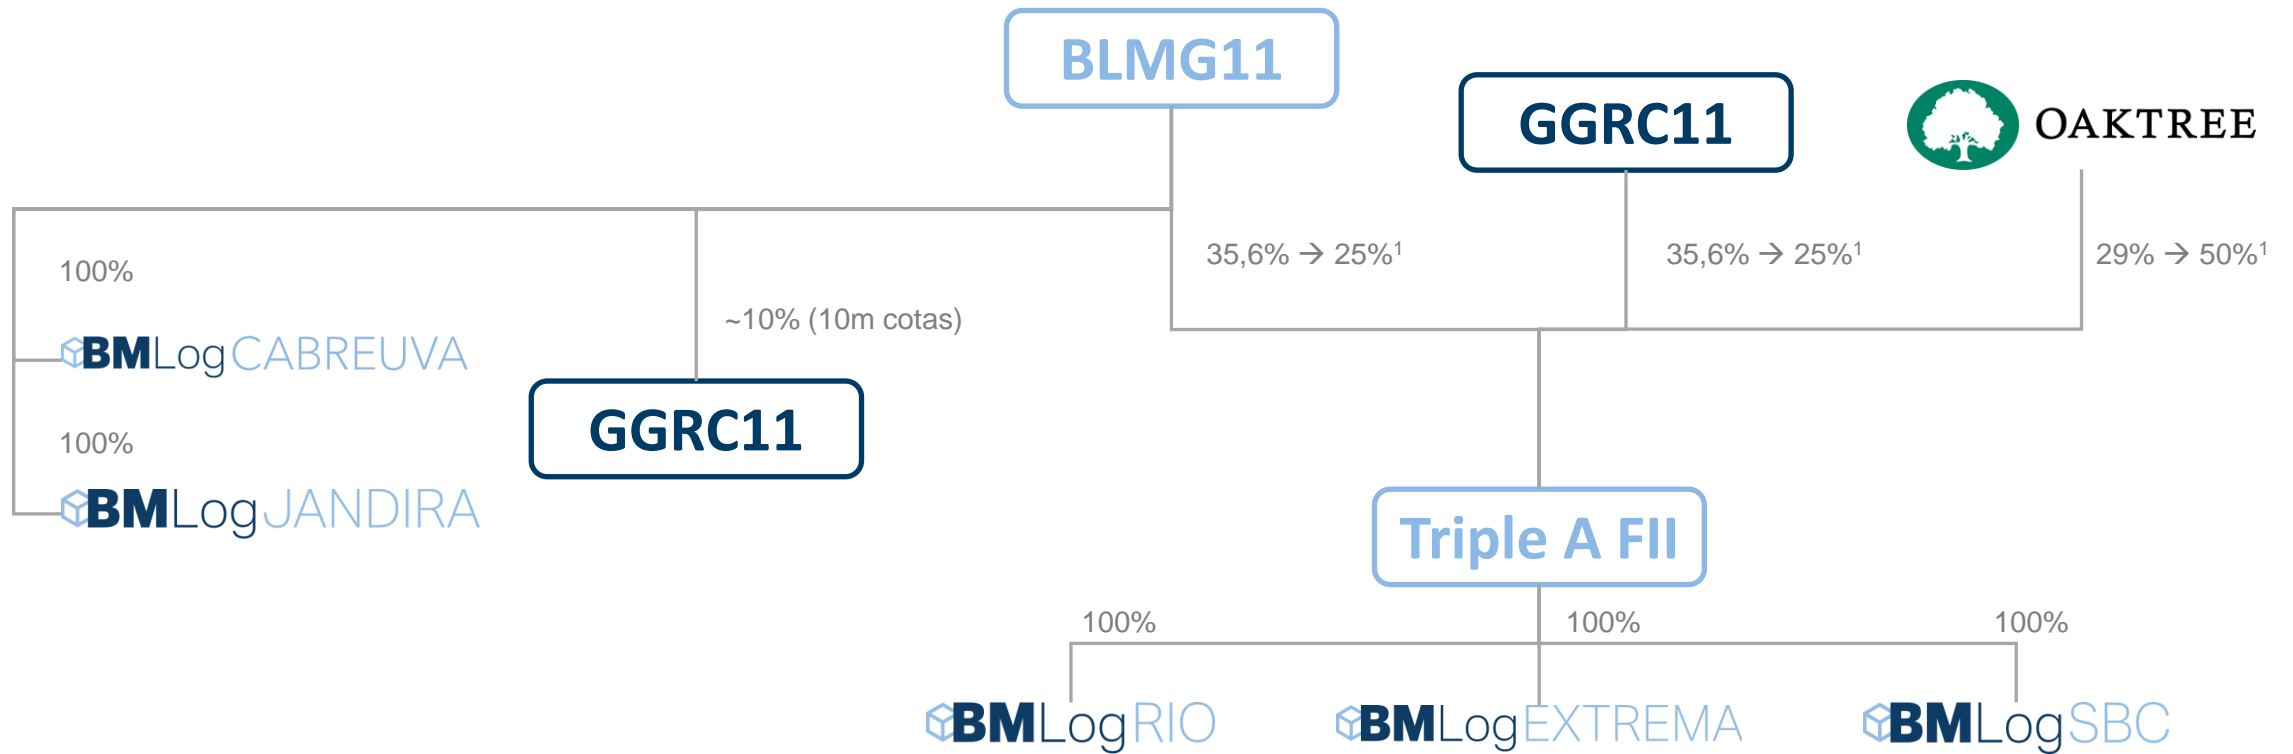 BLMG11
GGRC11
OAKTREE
35,6% → 25%¹
35,6% → 25%¹
29% → 50%¹
100%
~10% (10m cotas)
BMLogCABREUVA
GGRC11
100%
BMLogJANDIRA
Triple A FII
100%
100%
100%
BMLogRIO
BMLogEXTREMA
BMLogSBC